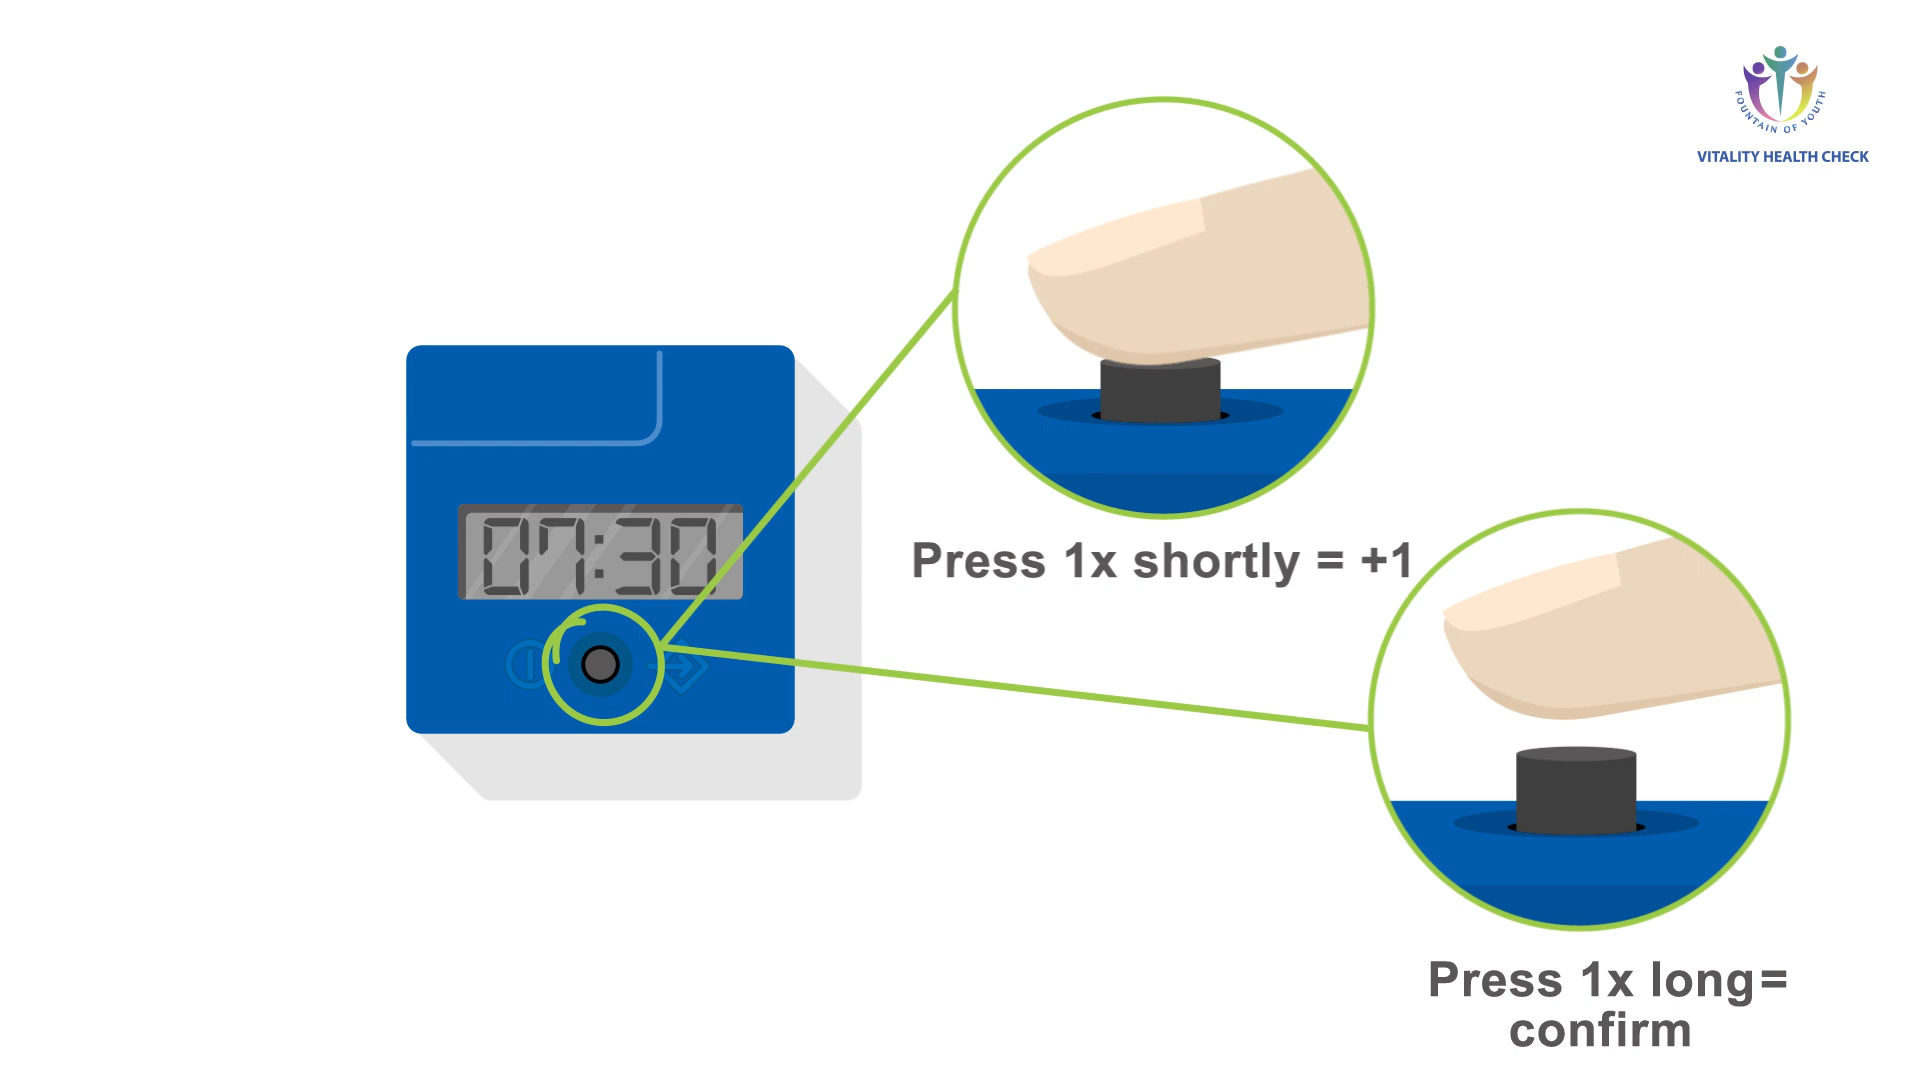 FOUNTAIN OF YOUTH
VITALITY HEALTH CHECK
07:30
Press 1x shortly = +1
Press 1x long=
confirm